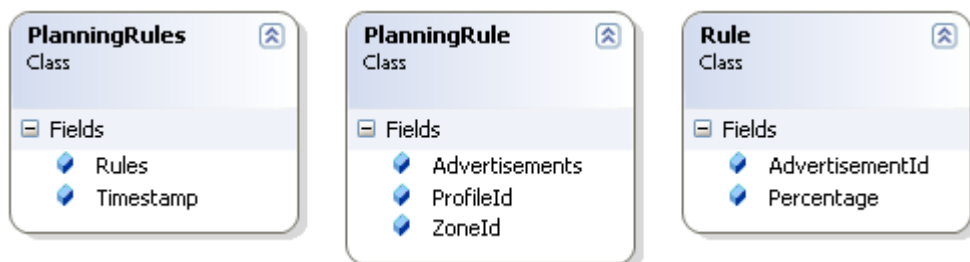 PlanningRules
Class
Fields
Rules
Timestamp
PlanningRule
Class
Fields
Advertisements
ProfileId
ZoneId
Rule
Class
Fields
AdvertisementId
Percentage